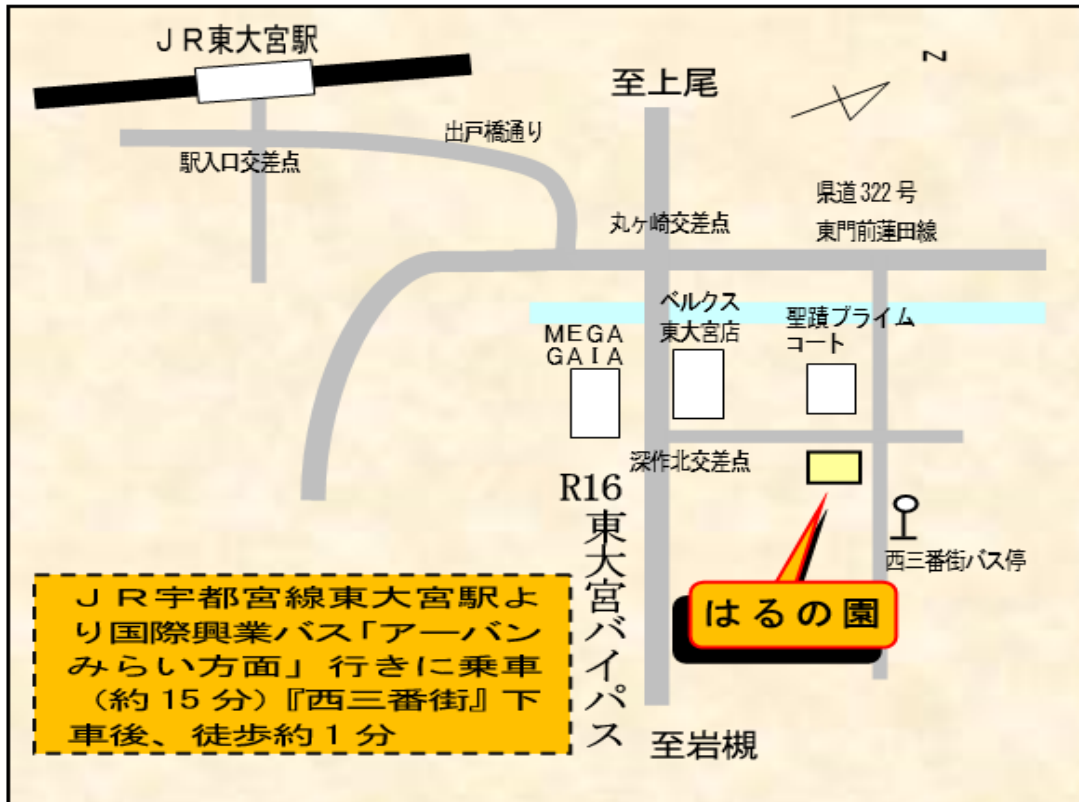 ＪＲ東大宮駅
至上尾
N
出戸橋通り
駅入口交差点
県道322号
東門前蓮田線
丸ヶ崎交差点
ベルクス
東大宮店
聖蹟プライム
コート
ＭＥＧＡ
ＧＡＩＡ
深作北交差点
R16
東大宮バイパス
西三番街バス停
はるの園
ＪＲ宇都宮線東大宮駅よ
り国際興業バス「アーバン
みらい方面」行きに乗車
（約15分）『西三番街』下
車後、徒歩約1分
至岩槻